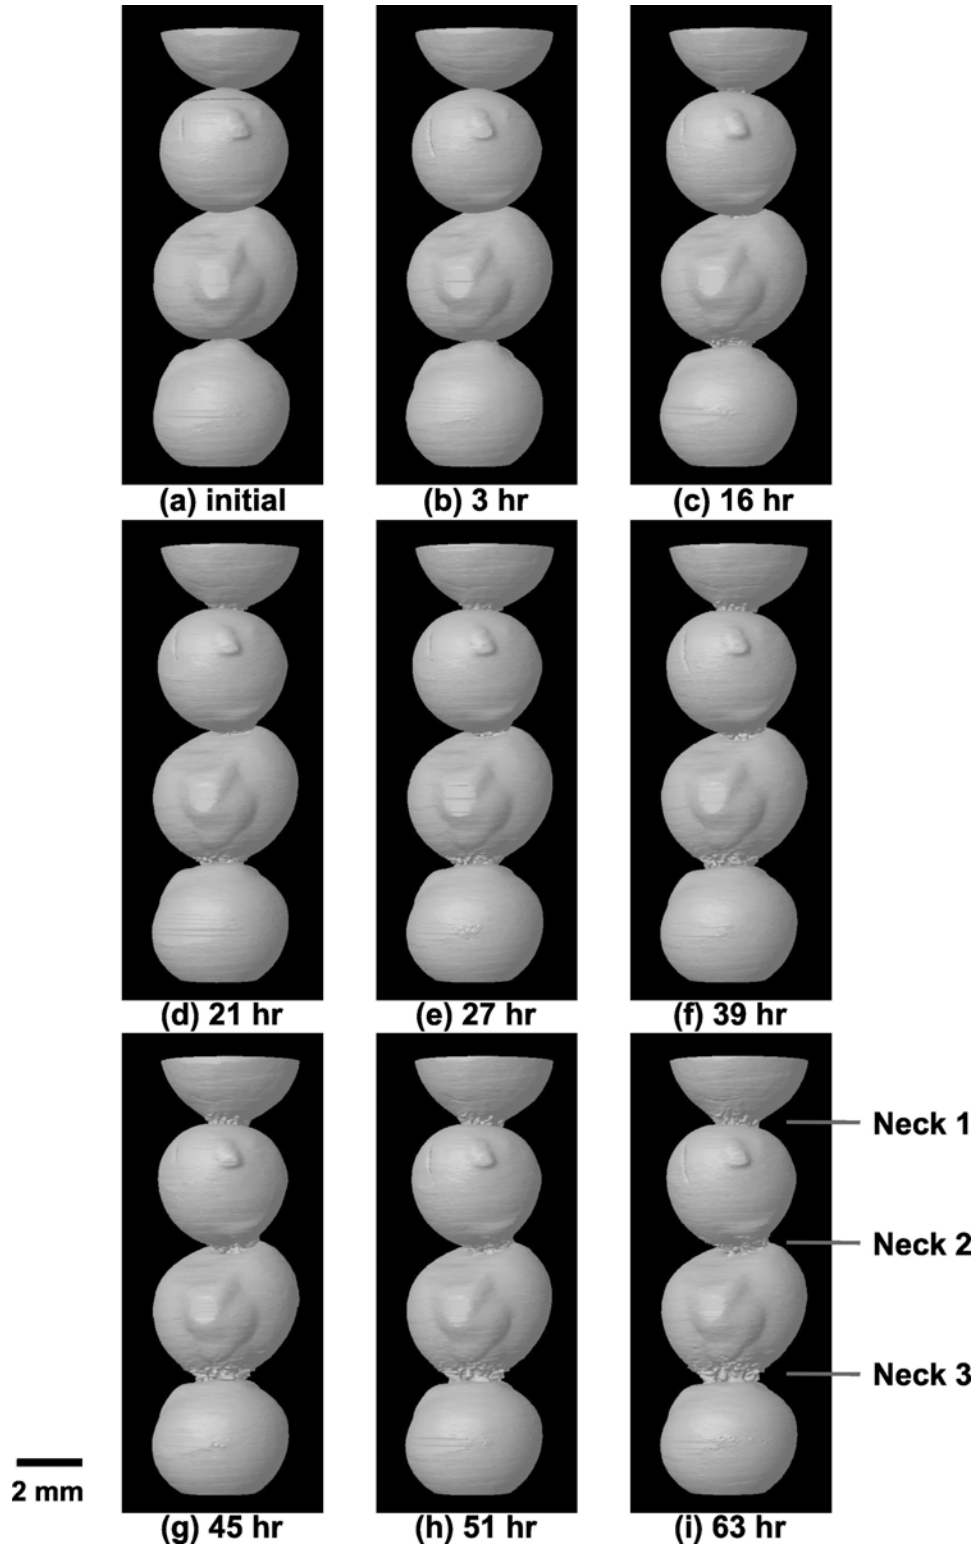 (a) initial
(b) 3 hr
(c) 16 hr
(d) 21 hr
(e) 27 hr
(f) 39 hr
Neck 1
Neck 2
Neck 3
2 mm
(g) 45 hr
(h) 51 hr
(i) 63 hr